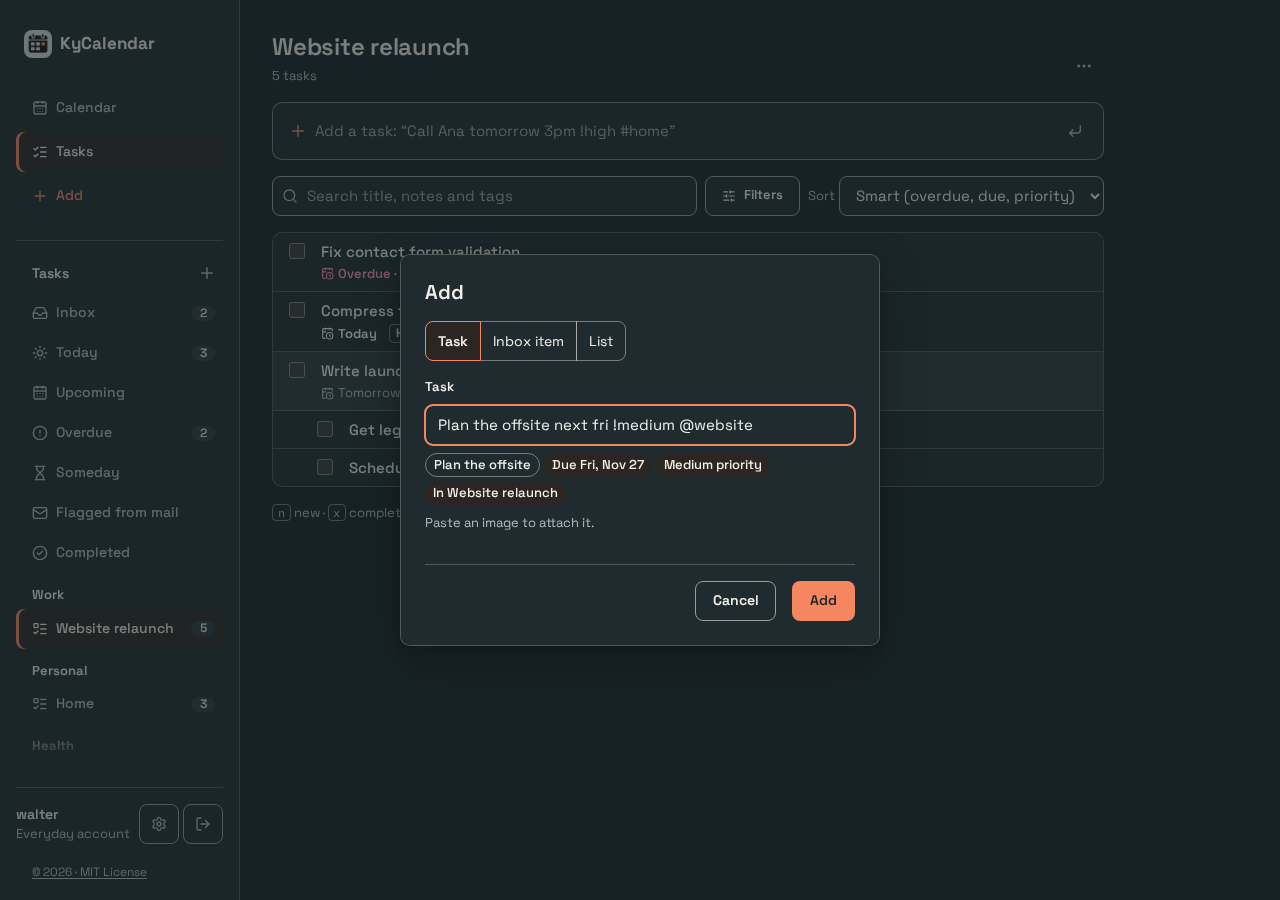 KyCalendar
Calendar
Tasks
Add
Tasks
Inbox 2
Today 3
Upcoming
Overdue 2
Someday
Flagged from mail
Completed
Work
Website relaunch 5
Personal
Home 3
Health
walter
Everyday account
© 2026 · MIT License
Website relaunch
5 tasks
Add a task: “Call Ana tomorrow 3pm !high #home”
Search title, notes and tags
Filters
Sort
Smart (overdue, due, priority)
Fix contact form validation
Overdue ·
Compress
Today
Write
Tomorrow
Get
n new · x
Add
Task Inbox item List
Task
Plan the offsite next fri !medium @website
Plan the offsite Due Fri, Nov 27 Medium priority
In Website relaunch
Paste an image to attach it.
Cancel Add